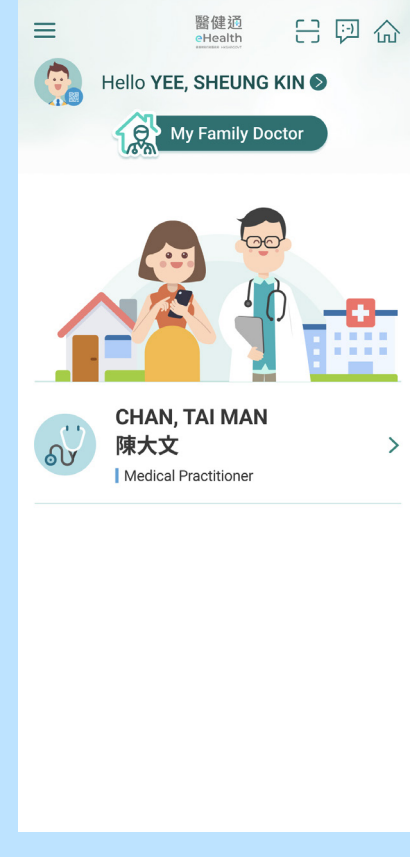 醫健通
eHealth
Hello YEE, SHEUNG KIN
My Family Doctor
CHAN, TAI MAN
陳大文
Medical Practitioner